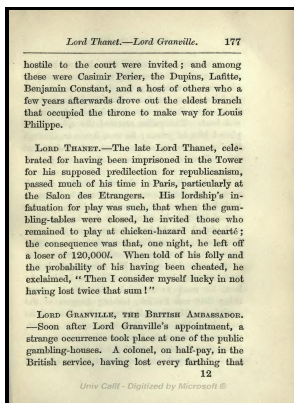 Lord Thanet.—Lord Granville. 177
hostile to the court were invited; and among
these were Casimir Perier, the Dupins, Lafitte,
Benjamin Constant, and a host of others who a
few years afterwards drove out the eldest branch
that occupied the throne to make way for Louis
Philippe.
LORD THANET.—The late Lord Thanet, cele-
brated for having been imprisoned in the Tower
for his supposed predilection for republicanism,
passed much of his time in Paris, particularly at
the Salon des Etrangers. His lordship's in-
fatuation for play was such, that when the gam-
bling-tables were closed, he invited those who
remained to play at chicken-hazard and ecarté;
the consequence was that, one night, he left off
a loser of 120,000l. When told of his folly and
the probability of his having been cheated, he
exclaimed, "Then I consider myself lucky in not
having lost twice that sum!"
LORD GRANVILLE, THE BRITISH AMBASSADOR.
—Soon after Lord Granville's appointment, a
strange occurrence took place at one of the public
gambling-houses. A colonel, on half-pay, in the
British service, having lost every farthing that
12
Univ Calif - Digitized by Microsoft ®